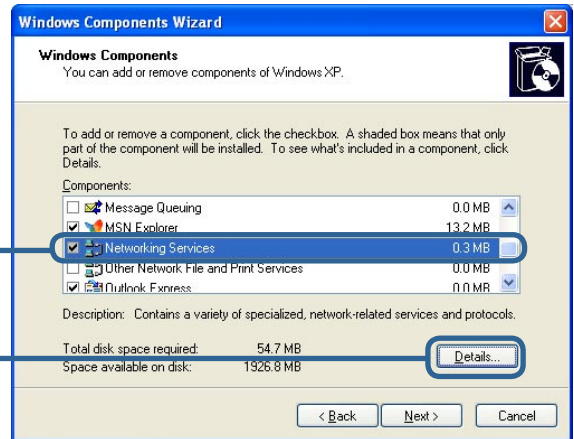 Windows Components Wizard
Windows Components
You can add or remove components of Windows XP.
To add or remove a component, click the checkbox. A shaded box means that only
part of the component will be installed. To see what's included in a component, click
Details.
Components:
Message Queuing 0.0 MB
MSN Explorer 13.2 MB
Networking Services 0.3 MB
Other Network File and Print Services 0.0 MB
Outlook Express 0.0 MB
Description: Contains a variety of specialized, network-related services and protocols.
Total disk space required: 54.7 MB
Space available on disk: 1926.8 MB
Details...
< Back Next > Cancel